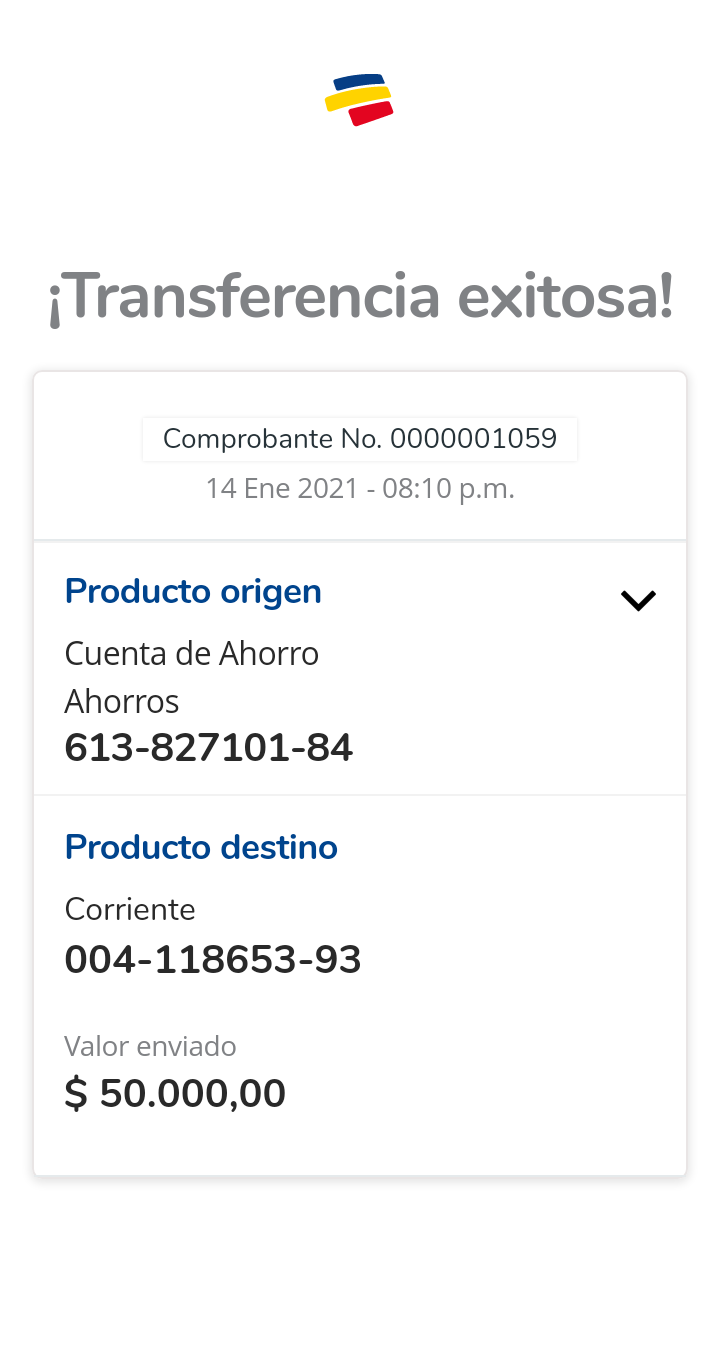 ¡Transferencia exitosa!
Comprobante No. 0000001059
14 Ene 2021 - 08:10 p.m.
Producto origen
Cuenta de Ahorro
Ahorros
613-827101-84
Producto destino
Corriente
004-118653-93
Valor enviado
$ 50.000,00